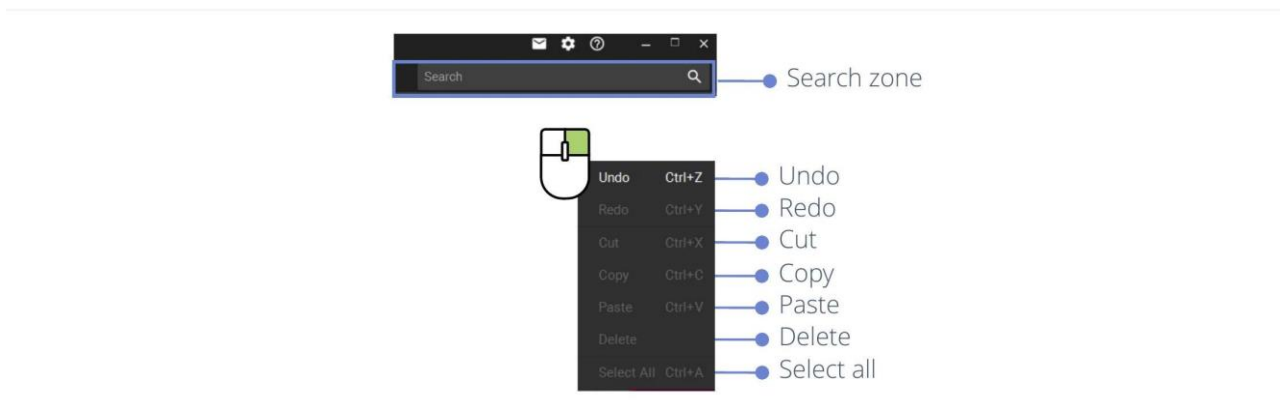 Search
Search zone
Undo Ctrl+Z Undo
Redo Ctrl+Y Redo
Cut Ctrl+X Cut
Copy Ctrl+C Copy
Paste Ctrl+V Paste
Delete Delete
Select All Ctrl+A Select all